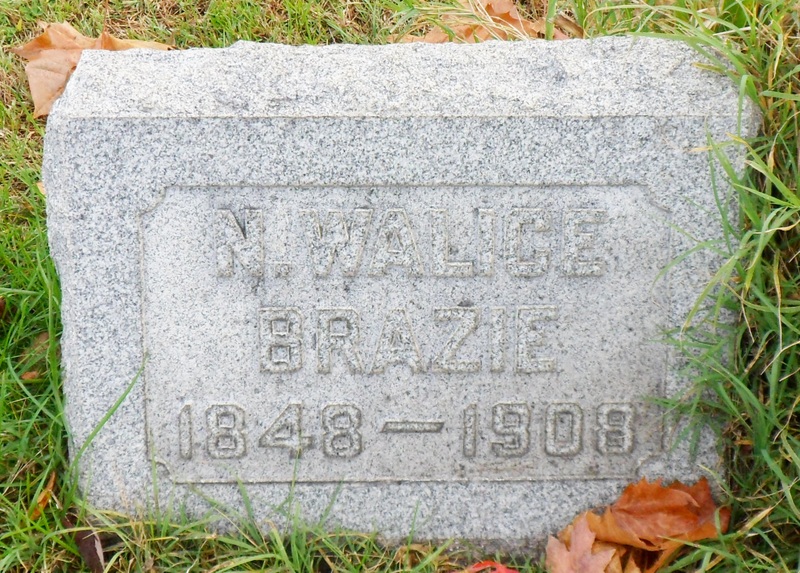 N. WALICE
BRAZIE
1848 — 1908